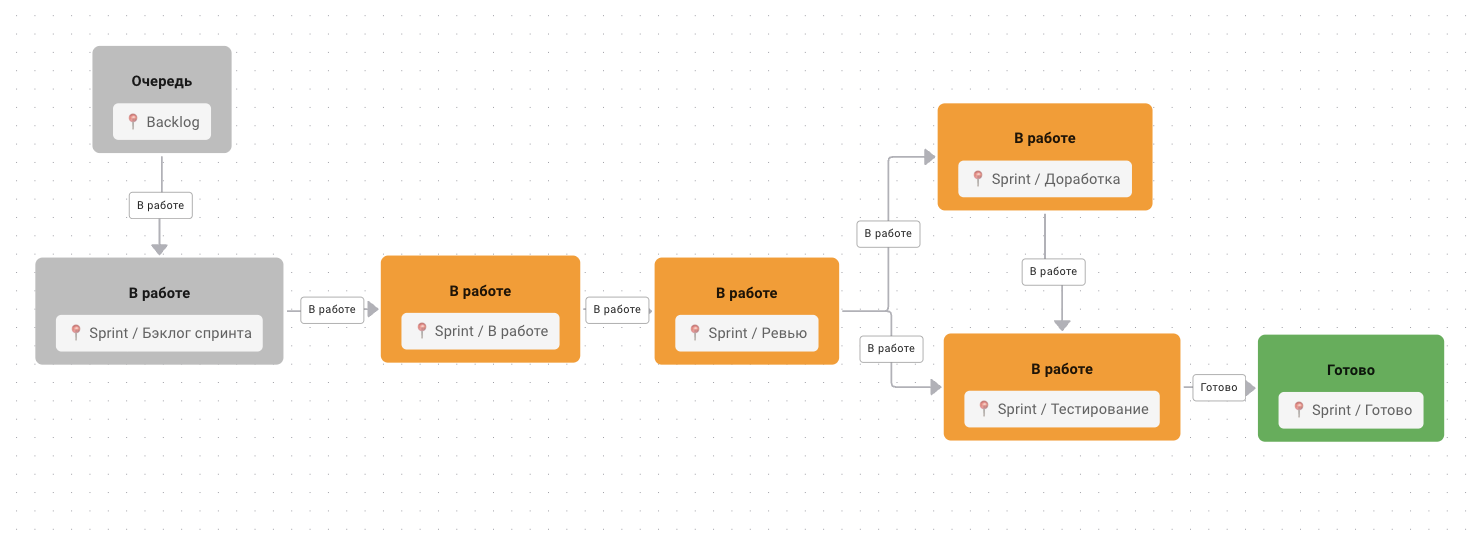 Очередь
Backlog
В работе
В работе
Sprint / Бэклог спринта
В работе
В работе
Sprint / В работе
В работе
В работе
Sprint / Ревью
В работе
В работе
Sprint / Доработка
В работе
В работе
В работе
Sprint / Тестирование
Готово
Готово
Sprint / Готово